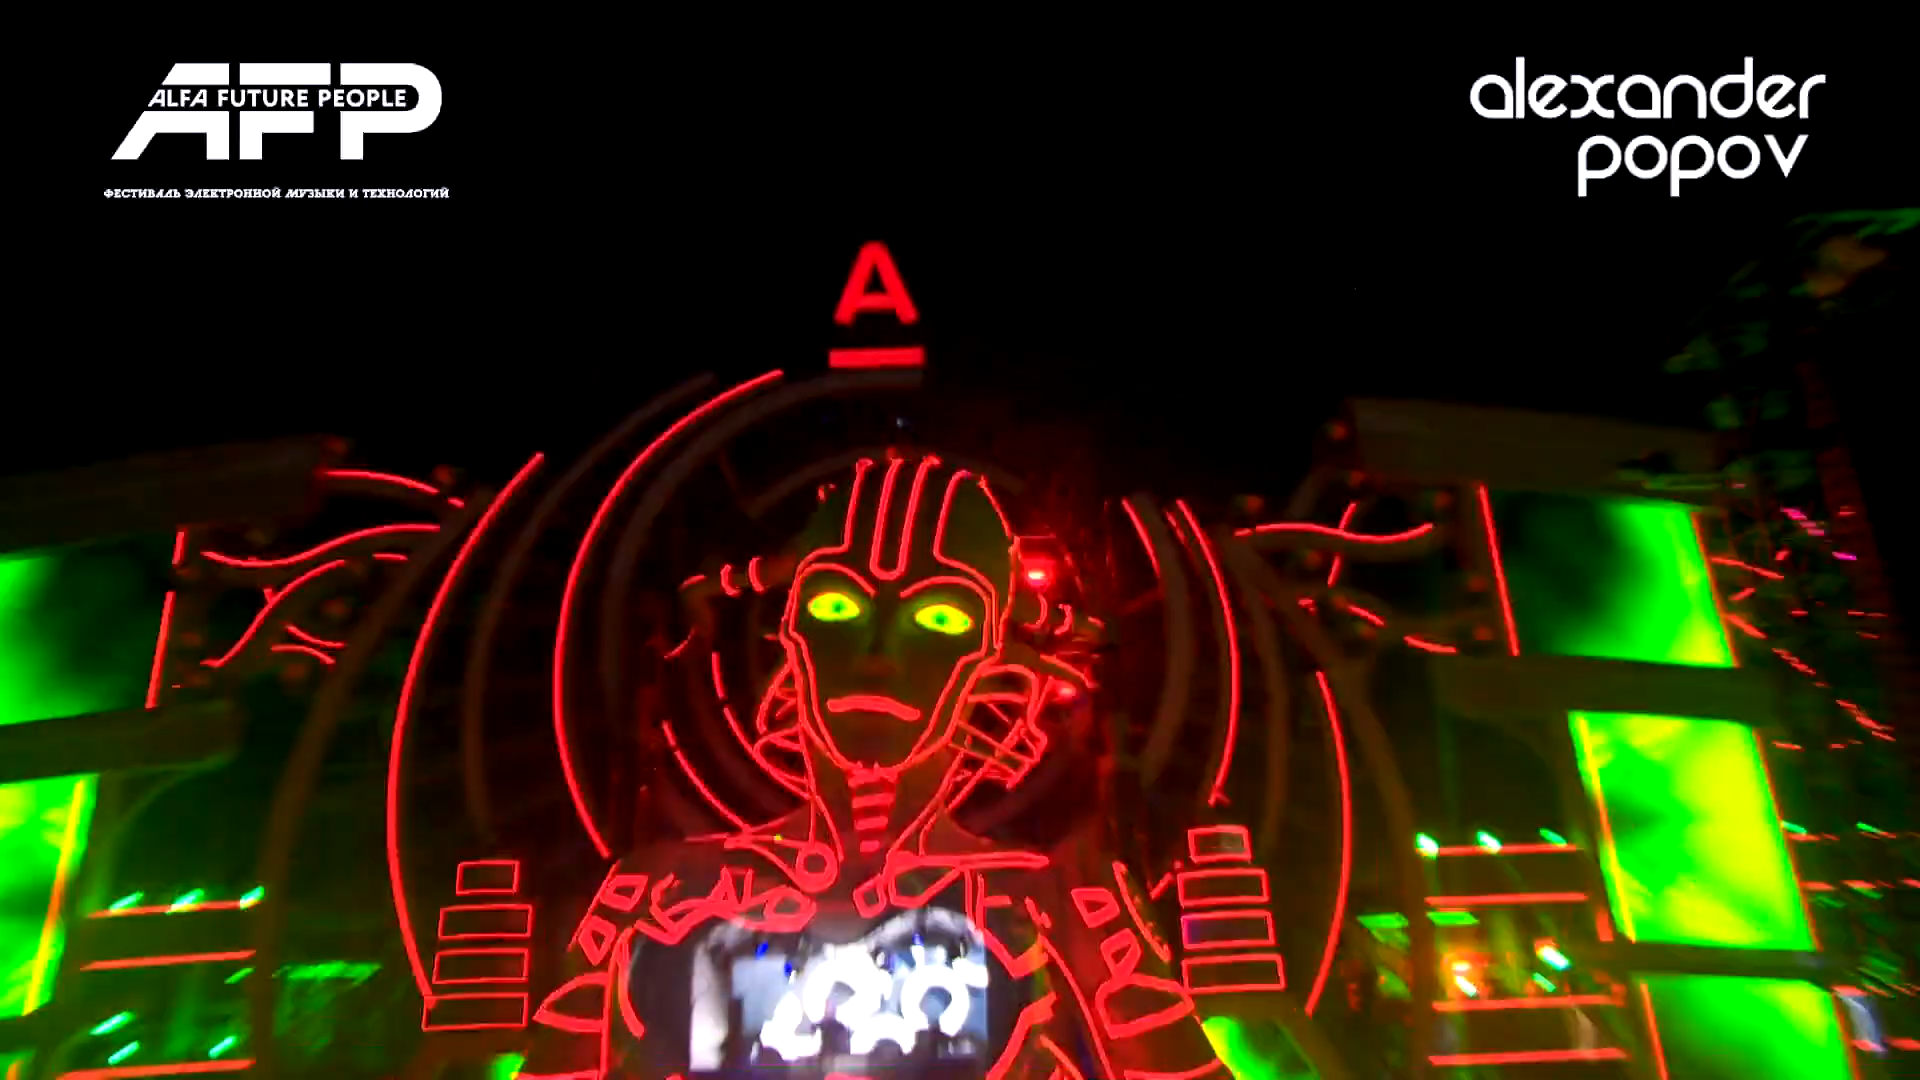 ALFA FUTURE PEOPLE
AFP
ФЕСТИВАЛЬ ЭЛЕКТРОННОЙ МУЗЫКИ И ТЕХНОЛОГИЙ
alexander
popov
A